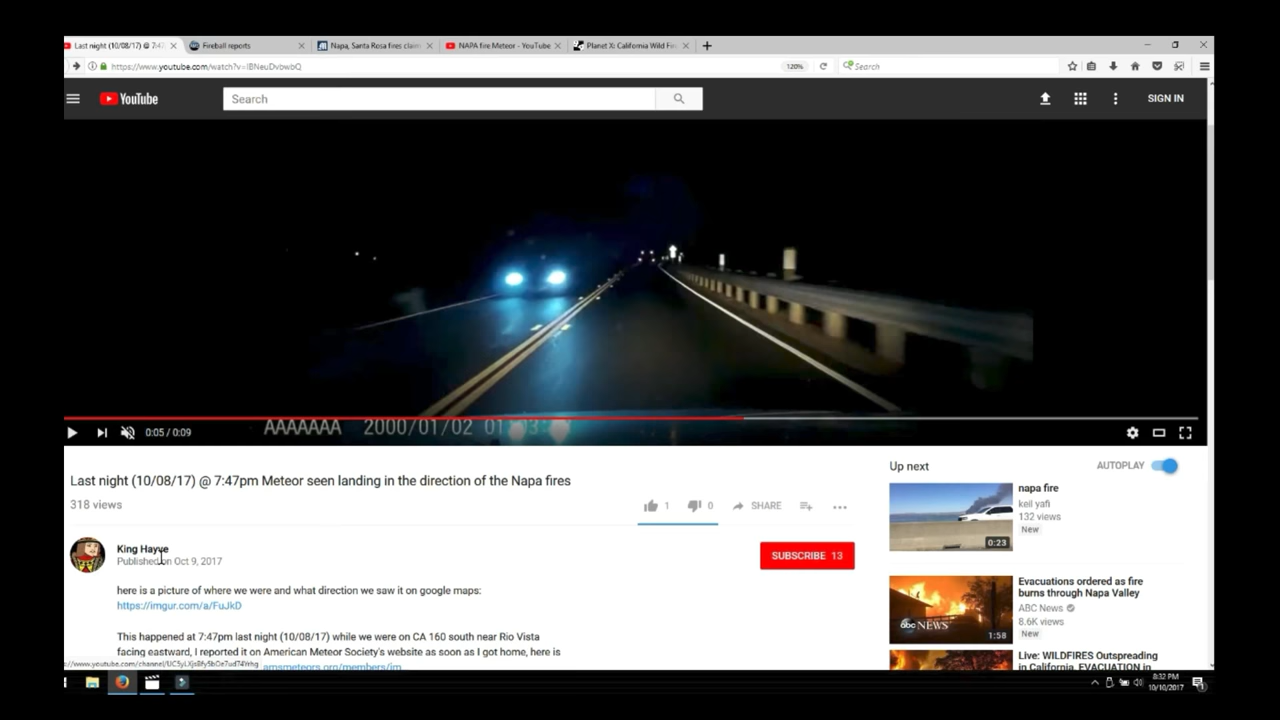 Last night (10/08/17) @ 7:47
Fireball reports
Napa, Santa Rosa fires claim
NAPA fire Meteor - YouTube
Planet X: California Wild Fir
https://www.youtube.com/watch?v=IBNeuDvbwbQ
120%
Search
YouTube
Search
SIGN IN
0:05 / 0:09
AAAAAAA 2000/01/02
Last night (10/08/17) @ 7:47pm Meteor seen landing in the direction of the Napa fires
318 views
1
0
SHARE
King Hayve
Published on Oct 9, 2017
SUBSCRIBE 13
here is a picture of where we were and what direction we saw it on google maps:
https://imgur.com/a/FuJkD
This happened at 7:47pm last night (10/08/17) while we were on CA 160 south near Rio Vista
facing eastward, I reported it on American Meteor Society's website as soon as I got home, here is
amsmeteors.org/members/im
Up next
AUTOPLAY
napa fire
keil yafi
132 views
New
0:23
Evacuations ordered as fire
burns through Napa Valley
ABC News
8.6K views
New
abc NEWS
1:58
Live: WILDFIRES Outspreading
in California, EVACUATION in
8:32 PM
10/10/2017